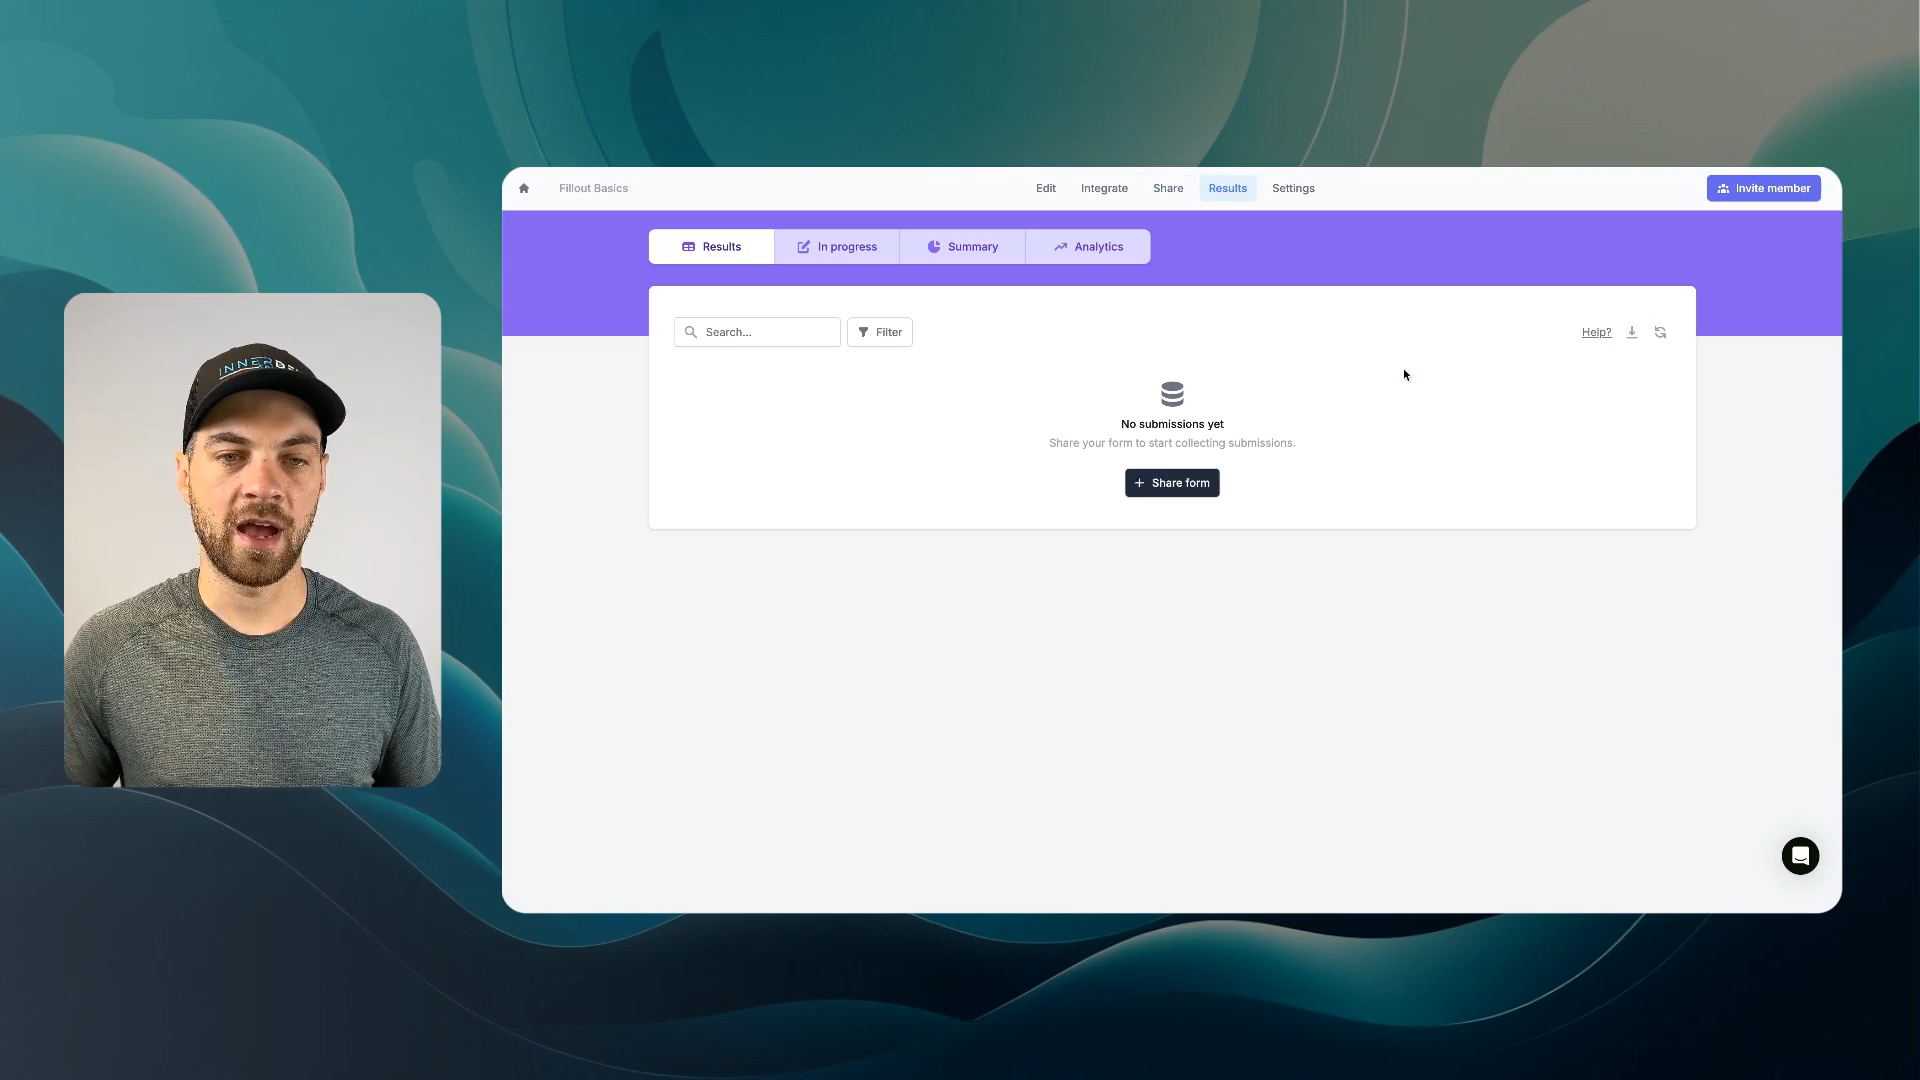 Fillout Basics
Edit
Integrate
Share
Results
Settings
Invite member
Results
In progress
Summary
Analytics
Search...
Filter
Help?
No submissions yet
Share your form to start collecting submissions.
Share form